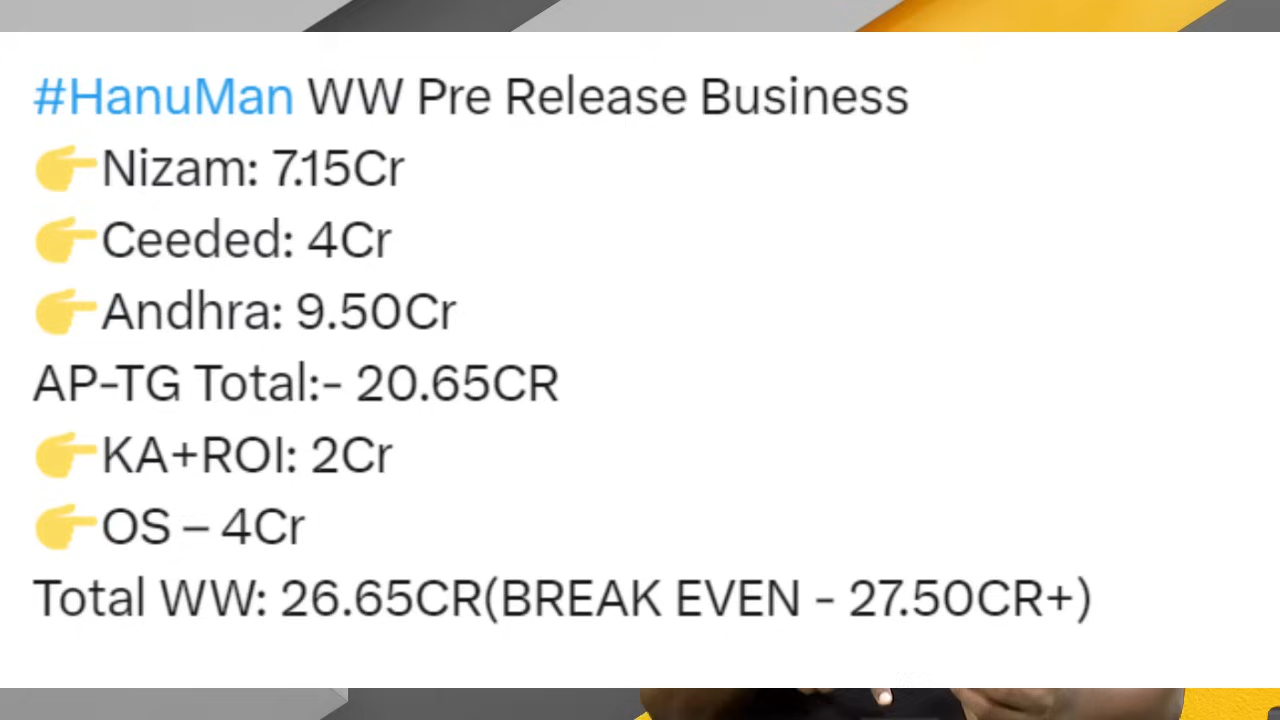 #HanuMan WW Pre Release Business
👉Nizam: 7.15Cr
👉Ceeded: 4Cr
👉Andhra: 9.50Cr
AP-TG Total:- 20.65CR
👉KA+ROI: 2Cr
👉OS – 4Cr
Total WW: 26.65CR(BREAK EVEN - 27.50CR+)